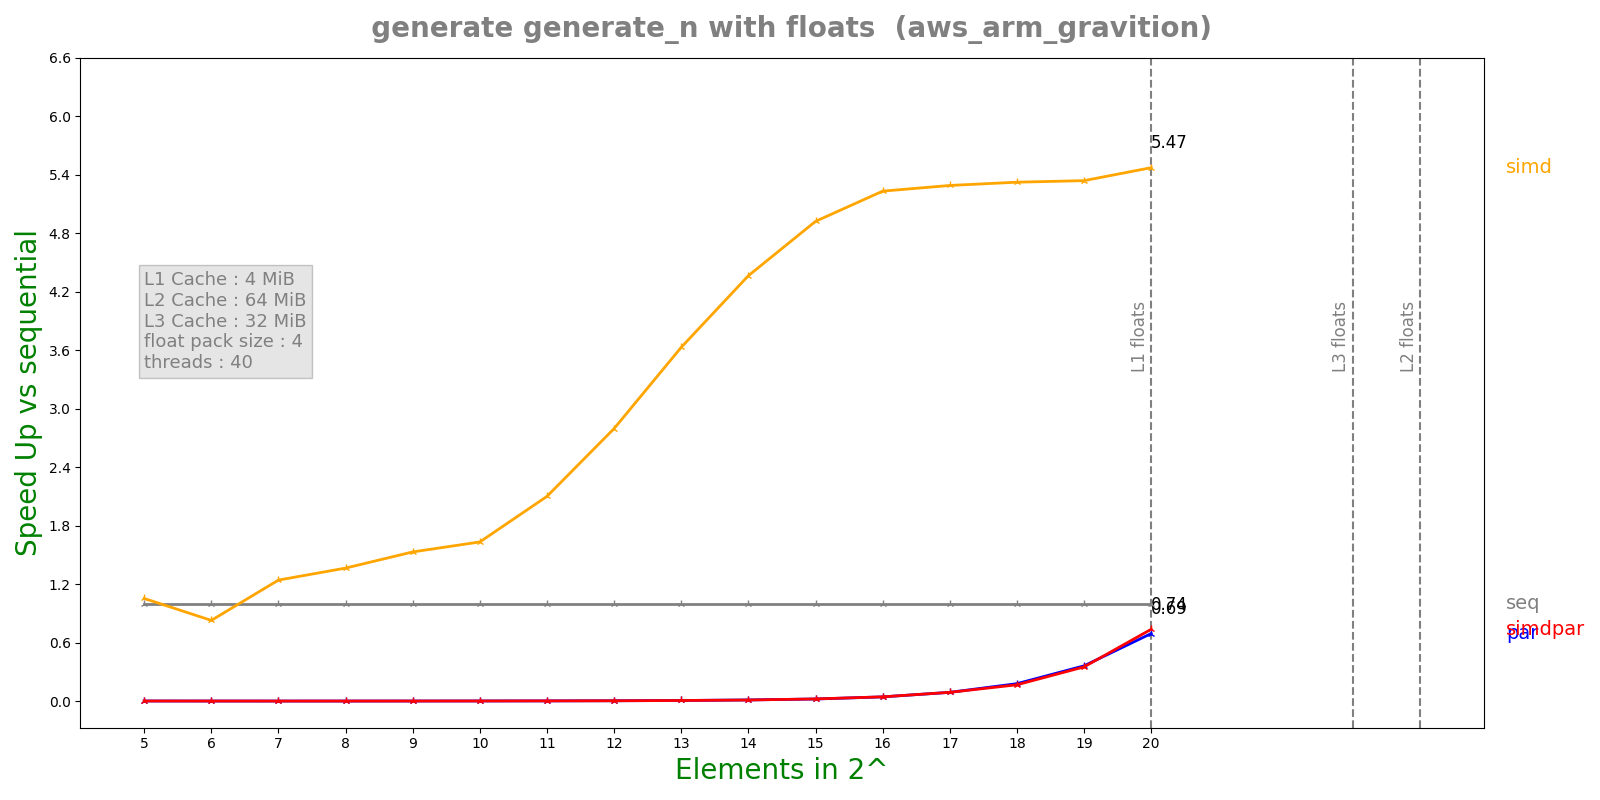 generate generate_n with floats (aws_arm_gravition)
Speed Up vs sequential
6.6
6.0
5.4
4.8
4.2
3.6
3.0
2.4
1.8
1.2
0.6
0.0
L1 Cache : 4 MiB
L2 Cache : 64 MiB
L3 Cache : 32 MiB
float pack size : 4
threads : 40
5.47
0.74
0.69
L1 floats
L3 floats
L2 floats
simd
seq
simdpar
par
5 6 7 8 9 10 11 12 13 14 15 16 17 18 19 20
Elements in 2^